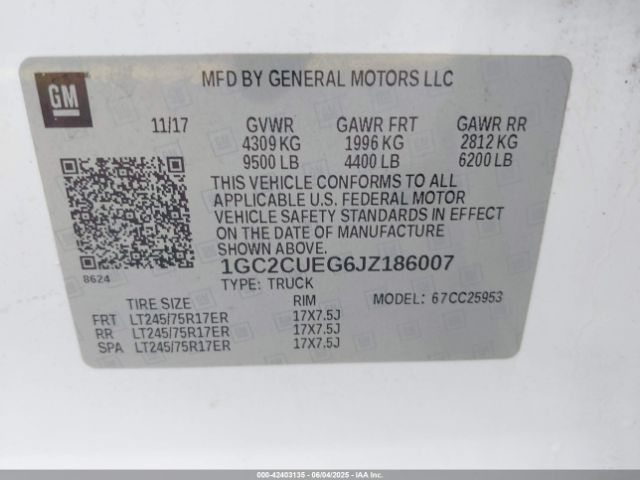 GM
MFD BY GENERAL MOTORS LLC
11/17 GVWR GAWR FRT GAWR RR
4309 KG 1996 KG 2812 KG
9500 LB 4400 LB 6200 LB
THIS VEHICLE CONFORMS TO ALL
APPLICABLE U.S. FEDERAL MOTOR
VEHICLE SAFETY STANDARDS IN EFFECT
ON THE DATE OF MANUFACTURE
SHOWN ABOVE.
8624
1GC2CUEG6JZ186007
TYPE: TRUCK
TIRE SIZE RIM MODEL: 67CC25953
FRT LT245/75R17ER 17X7.5J
RR LT245/75R17ER 17X7.5J
SPA LT245/75R17ER 17X7.5J
000-42403135 - 06/04/2025 - IAAI.COM